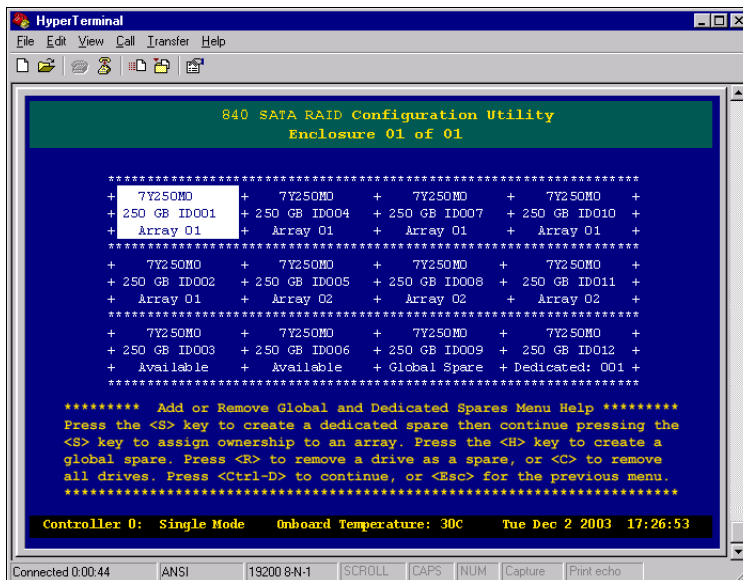 HyperTerminal
File Edit View Call Transfer Help
840 SATA RAID Configuration Utility
Enclosure 01 of 01
*********************************************************************
+ 7Y250M0 + 7Y250M0 + 7Y250M0 + 7Y250M0 +
+ 250 GB ID001 + 250 GB ID004 + 250 GB ID007 + 250 GB ID010 +
+ Array 01 + Array 01 + Array 01 + Array 01 +
*********************************************************************
+ 7Y250M0 + 7Y250M0 + 7Y250M0 + 7Y250M0 +
+ 250 GB ID002 + 250 GB ID005 + 250 GB ID008 + 250 GB ID011 +
+ Array 01 + Array 02 + Array 02 + Array 02 +
*********************************************************************
+ 7Y250M0 + 7Y250M0 + 7Y250M0 + 7Y250M0 +
+ 250 GB ID003 + 250 GB ID006 + 250 GB ID009 + 250 GB ID012 +
+ Available + Available + Global Spare + Dedicated: 001 +
*********************************************************************
********* Add or Remove Global and Dedicated Spares Menu Help *********
Press the <S> key to create a dedicated spare then continue pressing the
<S> key to assign ownership to an array. Press the <H> key to create a
global spare. Press <R> to remove a drive as a spare, or <C> to remove
all drives. Press <Ctrl-D> to continue, or <Esc> for the previous menu.
***********************************************************************
Controller 0: Single Mode Onboard Temperature: 30C Tue Dec 2 2003 17:26:53
Connected 0:00:44 ANSI 19200 8-N-1 SCROLL CAPS NUM Capture Print echo